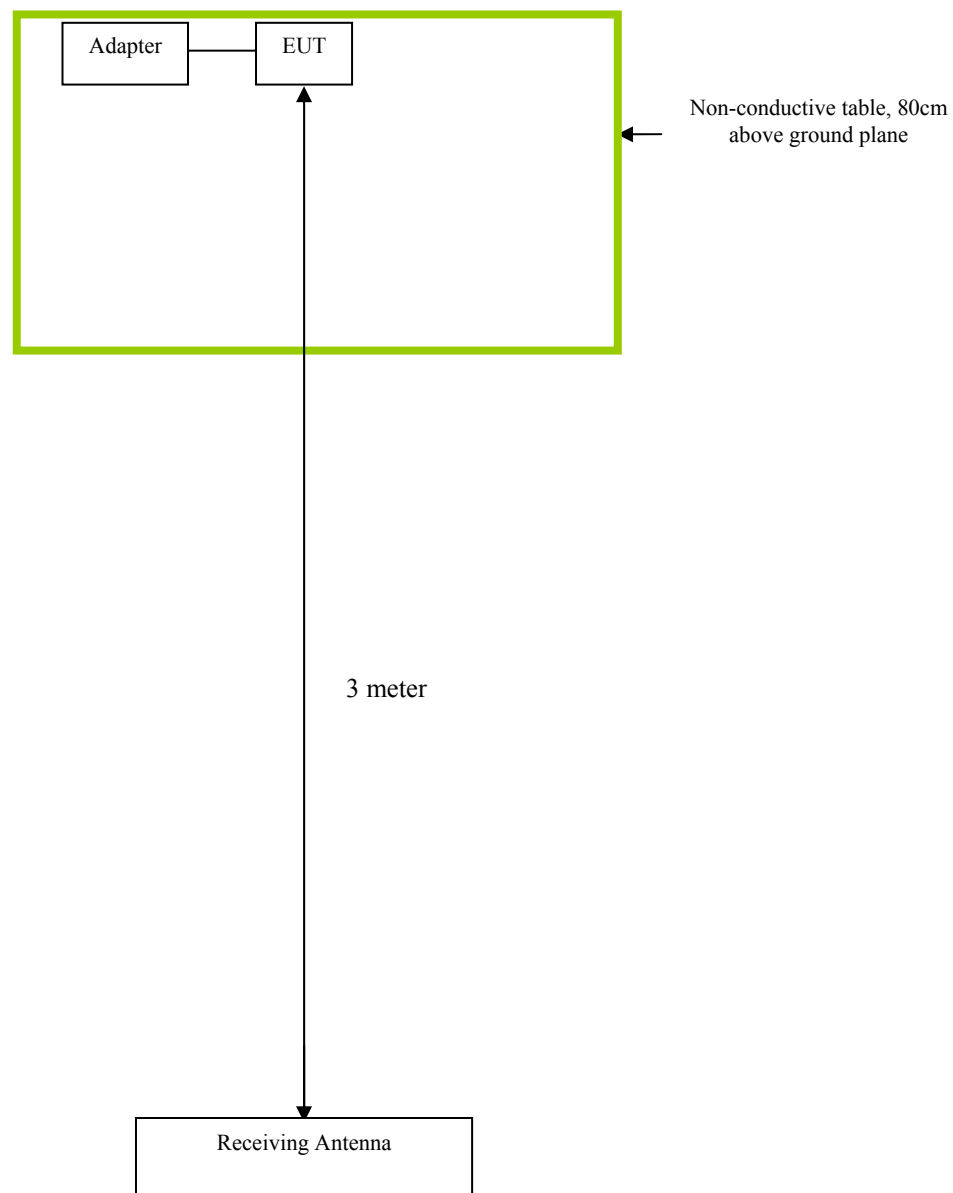 Adapter
EUT
Non-conductive table, 80cm
above ground plane
3 meter
Receiving Antenna